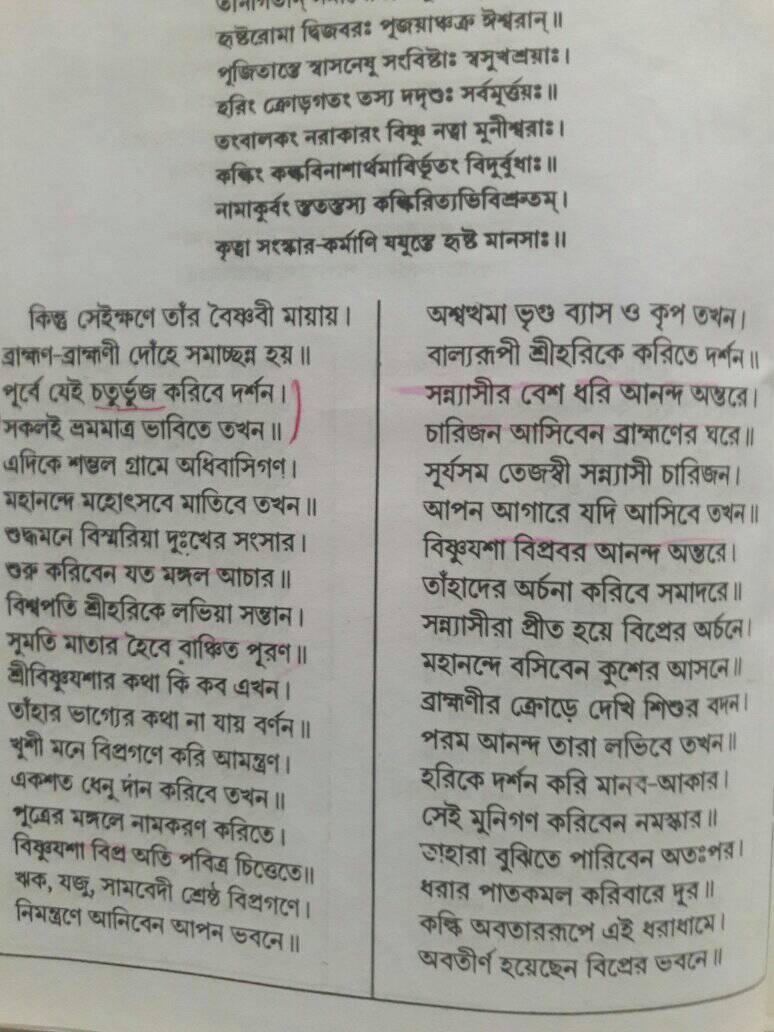 হৃষ্টরোমা দ্বিজবরঃ পূজয়াঞ্চক্র ঈশ্বরান্॥
পূজিতাস্তে স্বাসনেষু সংবিষ্টাঃ স্বসুখশ্রয়াঃ।
হরিং ক্রোড়গতং তস্য দদৃশুঃ সর্বমূর্ত্তয়ঃ॥
তংবালকং নরাকারং বিষ্ণু নত্বা মুনীশ্বরাঃ।
কল্কিং কল্কবিনাশার্থমাবির্ভূতং বিদুর্বুধাঃ॥
নামাকুর্বং স্ততস্তস্য কল্কিরিত্যভিবিশ্রুতম্।
কৃত্বা সংস্কার-কর্মাণি যযুস্তে হৃষ্ট মানসাঃ॥
কিন্তু সেইক্ষণে তাঁর বৈষ্ণবী মায়ায়।
ব্রাহ্মণ-ব্রাহ্মণী দোঁহে সমাচ্ছন্ন হয়॥
পূর্বে যেই চতুর্ভুজ করিবে দর্শন।
সকলই ভ্রমমাত্র ভাবিতে তখন॥
এদিকে শম্ভল গ্রামে অধিবাসিগণ।
মহানন্দে মহোৎসবে মাতিবে তখন॥
শুদ্ধমনে বিস্মরিয়া দুঃখের সংসার।
শুরু করিবেন যত মঙ্গল আচার॥
বিশ্বপতি শ্রীহরিকে লভিয়া সন্তান।
সুমতি মাতার হৈবে বাঞ্চিত পূরণ॥
শ্রীবিষ্ণুযশার কথা কি কব এখন।
তাঁহার ভাগ্যের কথা না যায় বর্ণন॥
খুশী মনে বিপ্রগণে করি আমন্ত্রণ।
একশত ধেনু দান করিবে তখন॥
পুত্রের মঙ্গলে নামকরণ করিতে।
বিষ্ণুযশা বিপ্র অতি পবিত্র চিত্তেতে॥
ঋক, যজু, সামবেদী শ্রেষ্ঠ বিপ্রগণে।
নিমন্ত্রণে আনিবেন আপন ভবনে॥
অশ্বত্থমা ভৃগু ব্যাস ও কৃপ তখন।
বাল্যরূপী শ্রীহরিকে করিতে দর্শন॥
সন্ন্যাসীর বেশ ধরি আনন্দ অন্তরে।
চারিজন আসিবেন ব্রাহ্মণের ঘরে॥
সূর্যসম তেজস্বী সন্ন্যাসী চারিজন।
আপন আগারে যদি আসিবে তখন॥
বিষ্ণুযশা বিপ্রবর আনন্দ অন্তরে।
তাঁহাদের অর্চনা করিবে সমাদরে॥
সন্ন্যাসীরা প্রীত হয়ে বিপ্রের অর্চনে।
মহানন্দে বসিবেন কুশের আসনে॥
ব্রাহ্মণীর ক্রোড়ে দেখি শিশুর বদন।
পরম আনন্দ তারা লভিবে তখন॥
হরিকে দর্শন করি মানব-আকার।
সেই মুনিগণ করিবেন নমস্কার॥
তাহারা বুঝিতে পারিবেন অতঃপর।
ধরার পাতকমল করিবারে দূর॥
কল্কি অবতাররূপে এই ধরাধামে।
অবতীর্ণ হয়েছেন বিপ্রের ভবনে॥